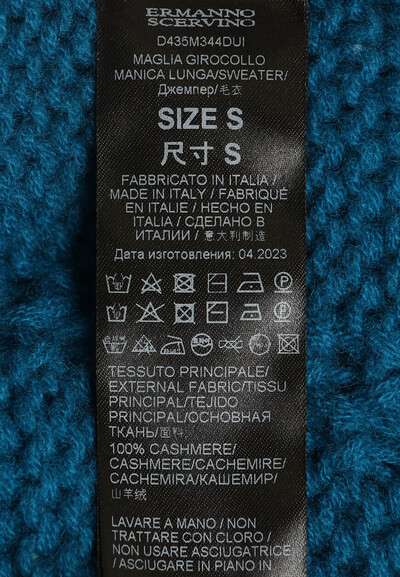 ERMANNO
SCERVINO
D435M344DUI
MAGLIA GIROCOLLO
MANICA LUNGA/SWEATER/
Джемпер/毛衣
SIZE S
尺寸 S
FABBRICATO IN ITALIA /
MADE IN ITALY / FABRIQUÉ
EN ITALIE / HECHO EN
ITALIA / СДЕЛАНО В
ИТАЛИИ / 意大利制造
Дата изготовления: 04.2023
TESSUTO PRINCIPALE/
EXTERNAL FABRIC/TISSU
PRINCIPAL/TEJIDO
PRINCIPAL/ОСНОВНАЯ
ТКАНЬ/面料
100% CASHMERE/
CASHMERE/CACHEMIRE/
CACHEMIRA/КАШЕМИР/
山羊绒
LAVARE A MANO / NON
TRATTARE CON CLORO /
NON USARE ASCIUGATRICE
/ ASCIUGARE IN PIANO IN